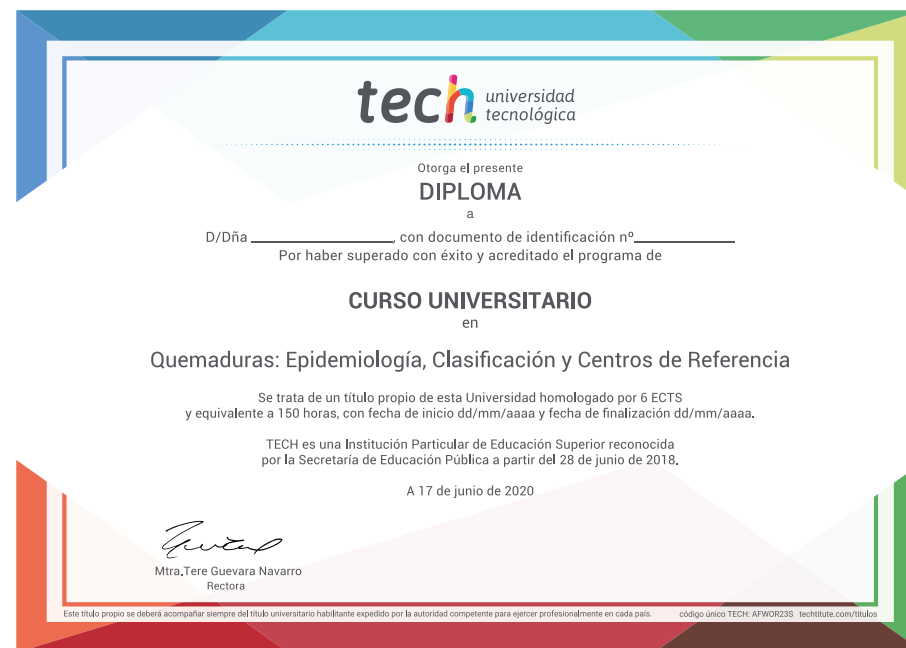 tech universidad
tecnológica
Otorga el presente
DIPLOMA
a
D/Dña ____________________, con documento de identificación nº______________
Por haber superado con éxito y acreditado el programa de
CURSO UNIVERSITARIO
en
Quemaduras: Epidemiología, Clasificación y Centros de Referencia
Se trata de un título propio de esta Universidad homologado por 6 ECTS
y equivalente a 150 horas, con fecha de inicio dd/mm/aaaa y fecha de finalización dd/mm/aaaa.
TECH es una Institución Particular de Educación Superior reconocida
por la Secretaría de Educación Pública a partir del 28 de junio de 2018.
A 17 de junio de 2020
Mtra.Tere Guevara Navarro
Rectora
Este título propio se deberá acompañar siempre del título universitario habilitante expedido por la autoridad competente para ejercer profesionalmente en cada país. código único TECH: AFWOR23S techtitute.com/titulos